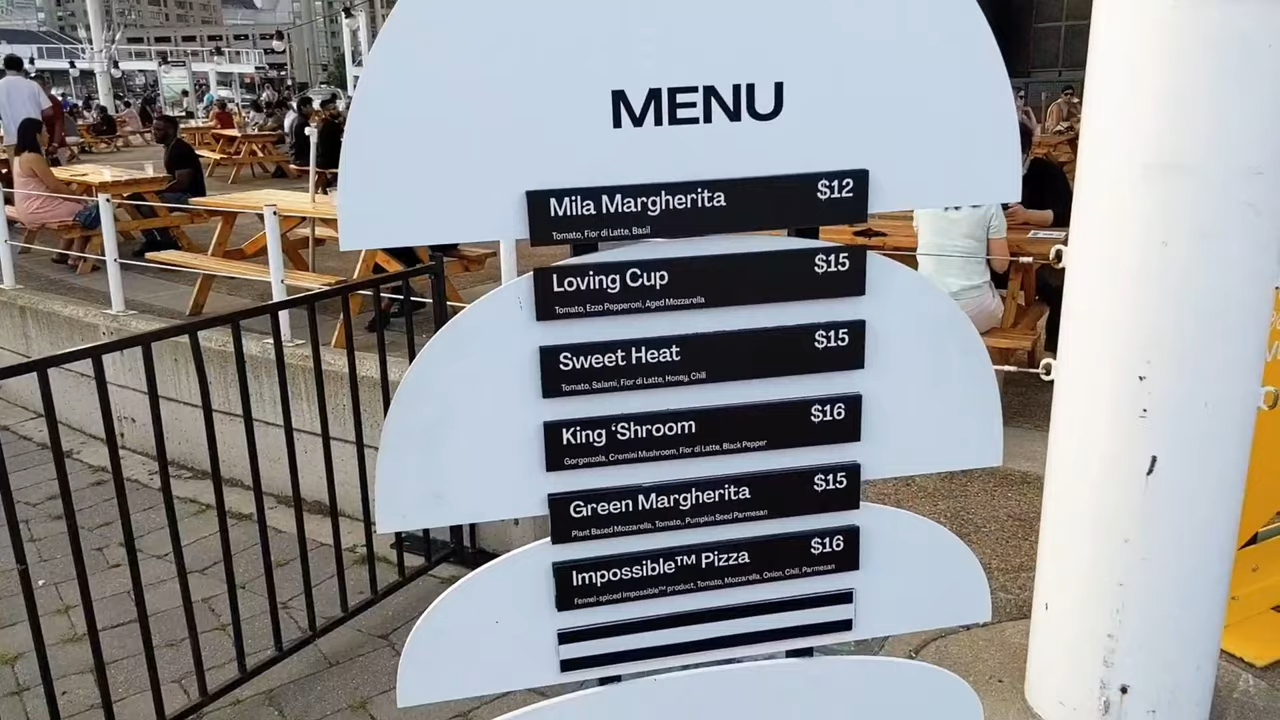 MENU
Mila Margherita $12
Tomato, Fior di Latte, Basil
Loving Cup $15
Tomato, Ezzo Pepperoni, Aged Mozzarella
Sweet Heat $15
Tomato, Salami, Fior di Latte, Honey, Chili
King ‘Shroom $16
Gorgonzola, Cremini Mushroom, Fior di Latte, Black Pepper
Green Margherita $15
Plant Based Mozzarella, Tomato,, Pumpkin Seed Parmesan
Impossible™ Pizza $16
Fennel-spiced Impossible™ product, Tomato, Mozzarella, Onion, Chili, Parmesan